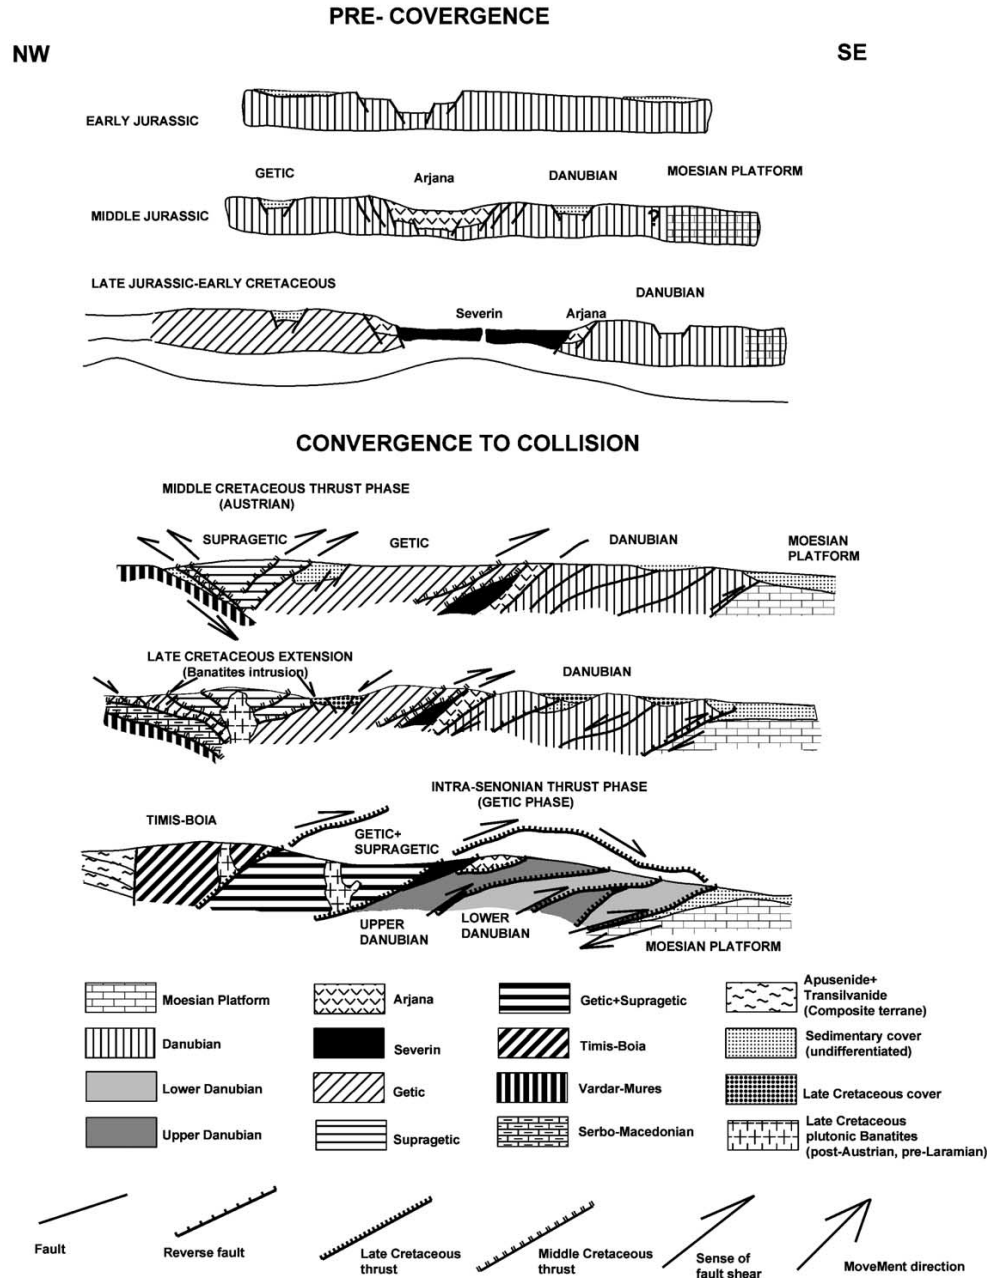 PRE- COVERGENCE
NW
SE
EARLY JURASSIC
GETIC
Arjana
DANUBIAN
MOESIAN PLATFORM
MIDDLE JURASSIC
?
LATE JURASSIC-EARLY CRETACEOUS
Severin
Arjana
DANUBIAN
CONVERGENCE TO COLLISION
MIDDLE CRETACEOUS THRUST PHASE
(AUSTRIAN)
SUPRAGETIC
GETIC
DANUBIAN
MOESIAN
PLATFORM
LATE CRETACEOUS EXTENSION
(Banatites intrusion)
DANUBIAN
INTRA-SENONIAN THRUST PHASE
(GETIC PHASE)
TIMIS-BOIA
GETIC+
SUPRAGETIC
UPPER
DANUBIAN
LOWER
DANUBIAN
MOESIAN PLATFORM
Moesian Platform
Arjana
Getic+Supragetic
Apusenide+
Transilvanide
(Composite terrane)
Danubian
Severin
Timis-Boia
Sedimentary cover
(undifferentiated)
Lower Danubian
Getic
Vardar-Mures
Late Cretaceous cover
Upper Danubian
Supragetic
Serbo-Macedonian
Late Cretaceous
plutonic Banatites
(post-Austrian, pre-Laramian)
Fault
Reverse fault
Late Cretaceous
thrust
Middle Cretaceous
thrust
Sense of
fault shear
MoveMent direction